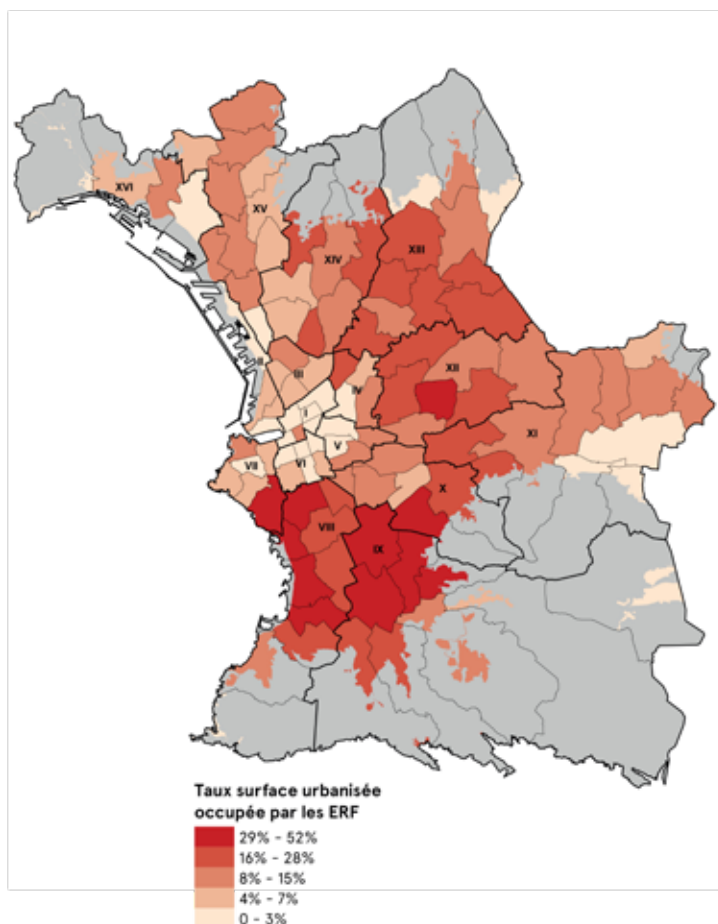 XVI
XV
XIII
XIV
XII
II
III
IV
I
XI
V
VII
VI
X
VIII
IX
Taux surface urbanisée
occupée par les ERF
29% - 52%
16% - 28%
8% - 15%
4% - 7%
0 - 3%